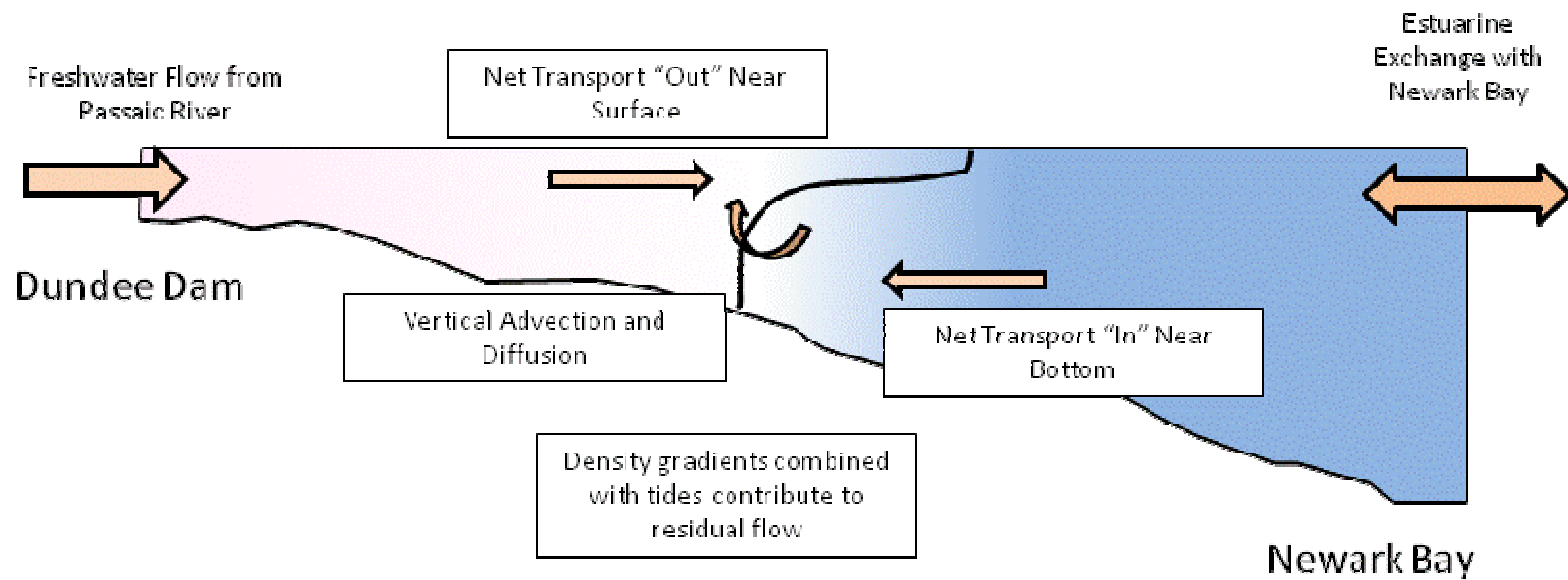 Freshwater Flow from
Passaic River
Net Transport “Out” Near
Surface
Estuarine
Exchange with
Newark Bay
Dundee Dam
Vertical Advection and
Diffusion
Net Transport “In” Near
Bottom
Density gradients combined
with tides contribute to
residual flow
Newark Bay